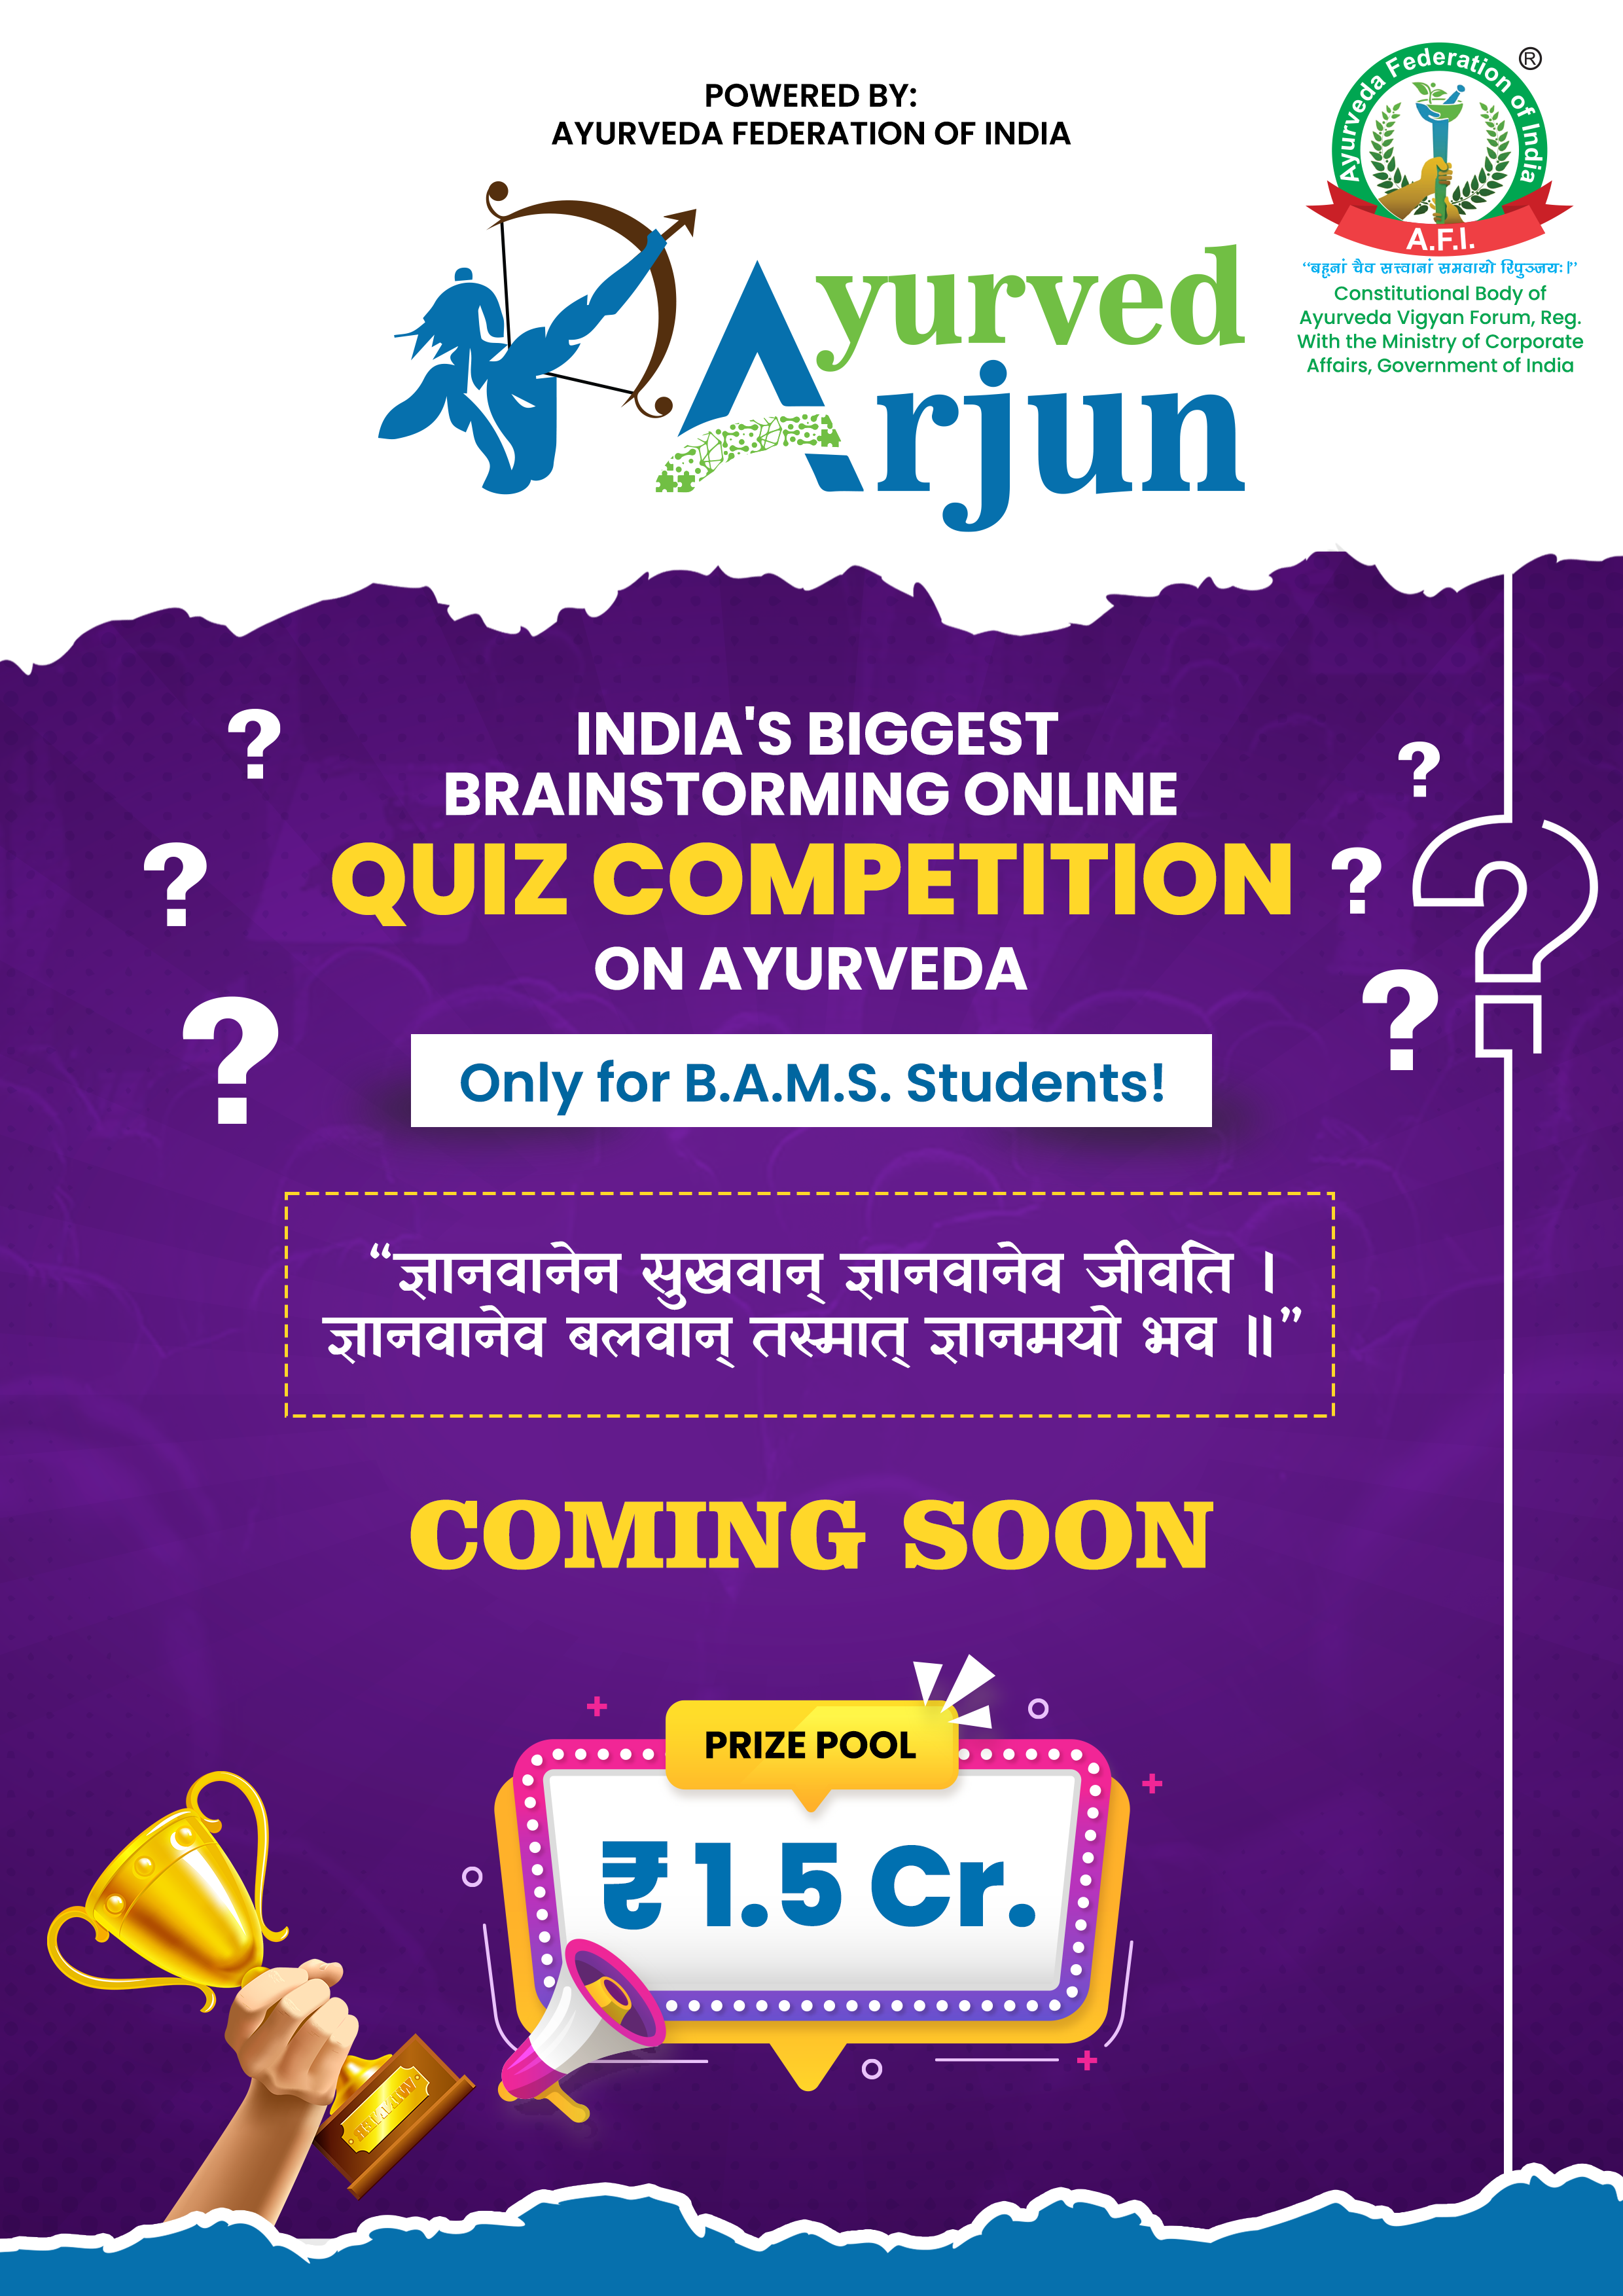 POWERED BY:
AYURVEDA FEDERATION OF INDIA
Ayurveda Federation of India
®
A.F.I.
“बहूनां चैव सत्त्वानां समवायो रिपुञ्जयः।”
Constitutional Body of
Ayurveda Vigyan Forum, Reg.
With the Ministry of Corporate
Affairs, Government of India
Ayurved
Arjun
INDIA'S BIGGEST
BRAINSTORMING ONLINE
QUIZ COMPETITION
ON AYURVEDA
Only for B.A.M.S. Students!
“ज्ञानवानेन सुखवान् ज्ञानवानेव जीवति ।
ज्ञानवानेव बलवान् तस्मात् ज्ञानमयो भव ॥”
COMING SOON
PRIZE POOL
₹ 1.5 Cr.
WINNER